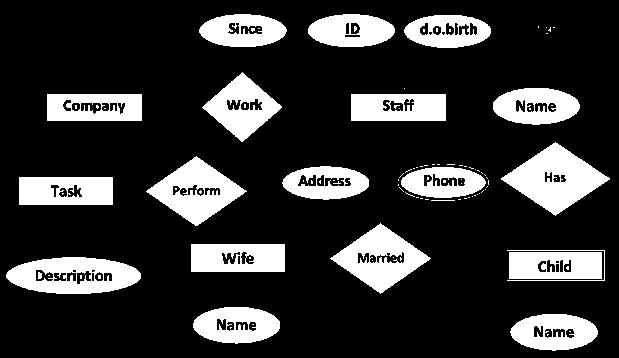 Since
ID
d.o.birth
Company
Work
Staff
Name
Task
Perform
Address
Phone
Has
Description
Wife
Married
Child
Name
Name